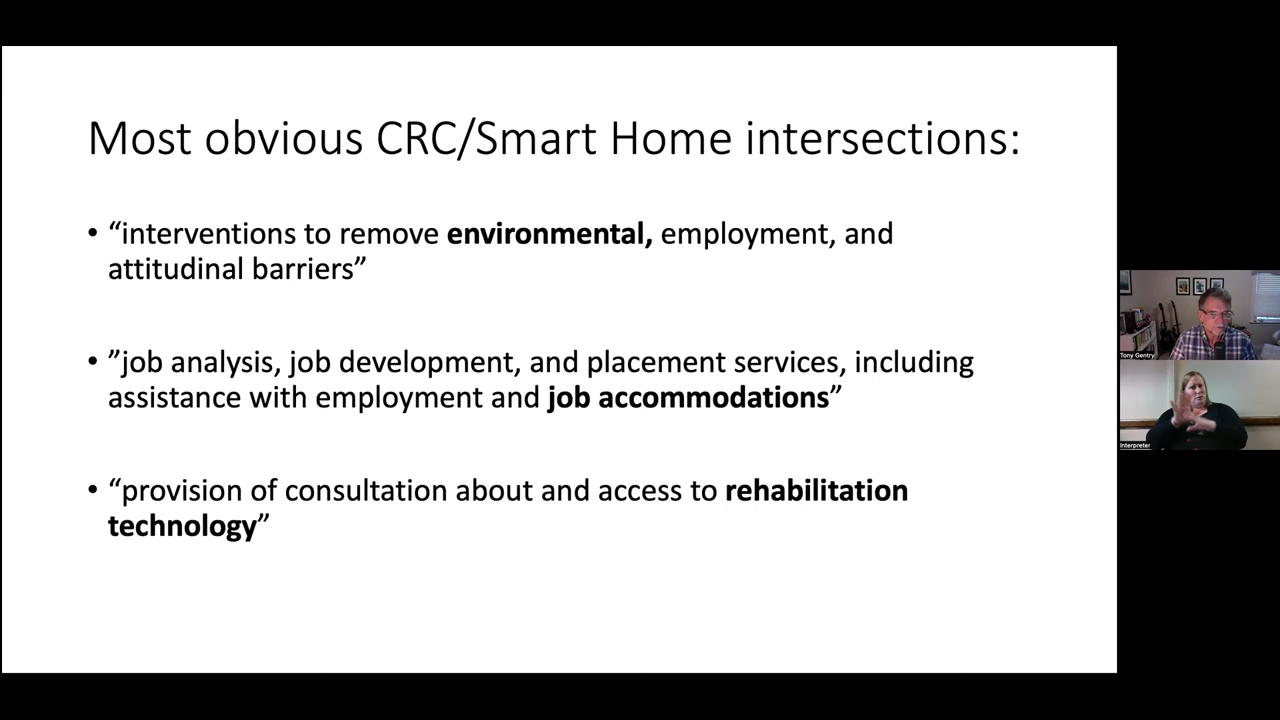 Most obvious CRC/Smart Home intersections:
• “interventions to remove environmental, employment, and
attitudinal barriers”
• ”job analysis, job development, and placement services, including
assistance with employment and job accommodations”
• “provision of consultation about and access to rehabilitation
technology”
Tony Gentry
Interpreter